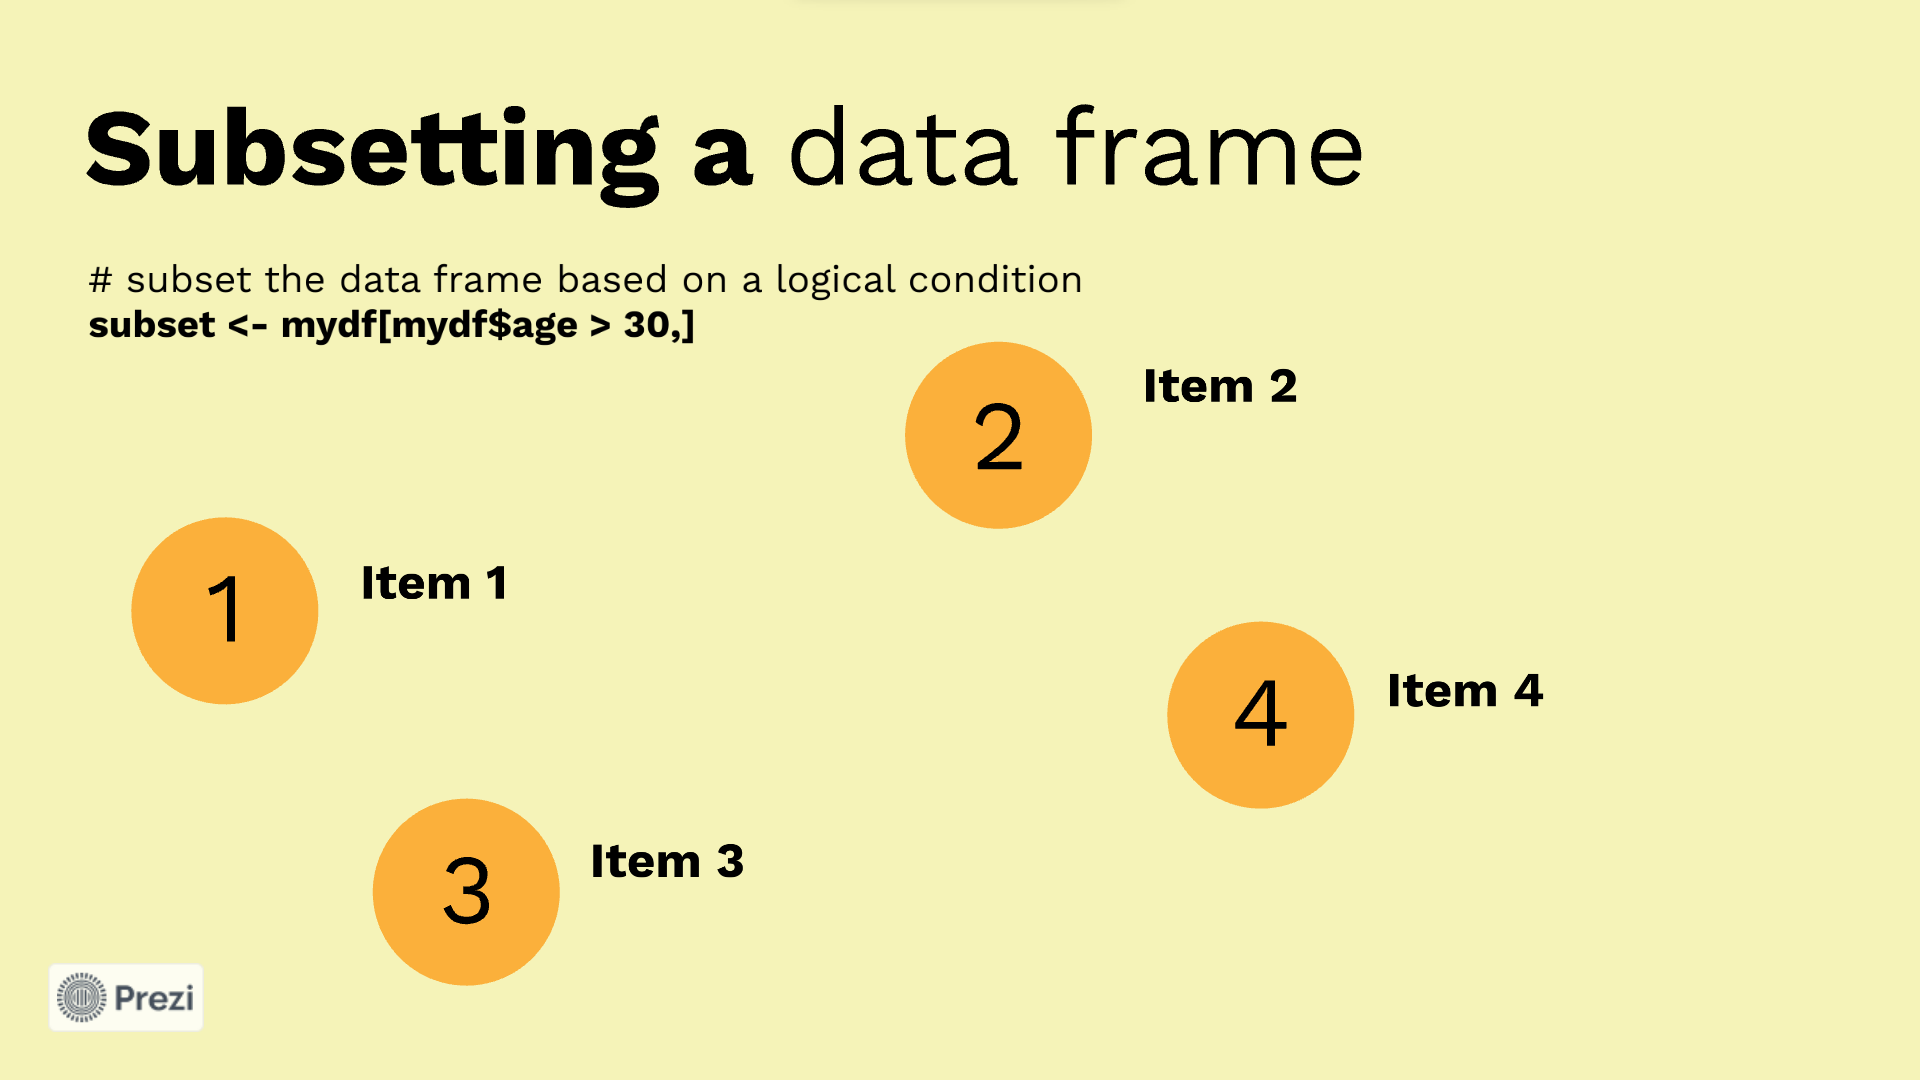 Subsetting a data frame
# subset the data frame based on a logical condition
subset <- mydf[mydf$age > 30,]
2
Item 2
1
Item 1
4
Item 4
3
Item 3
Prezi